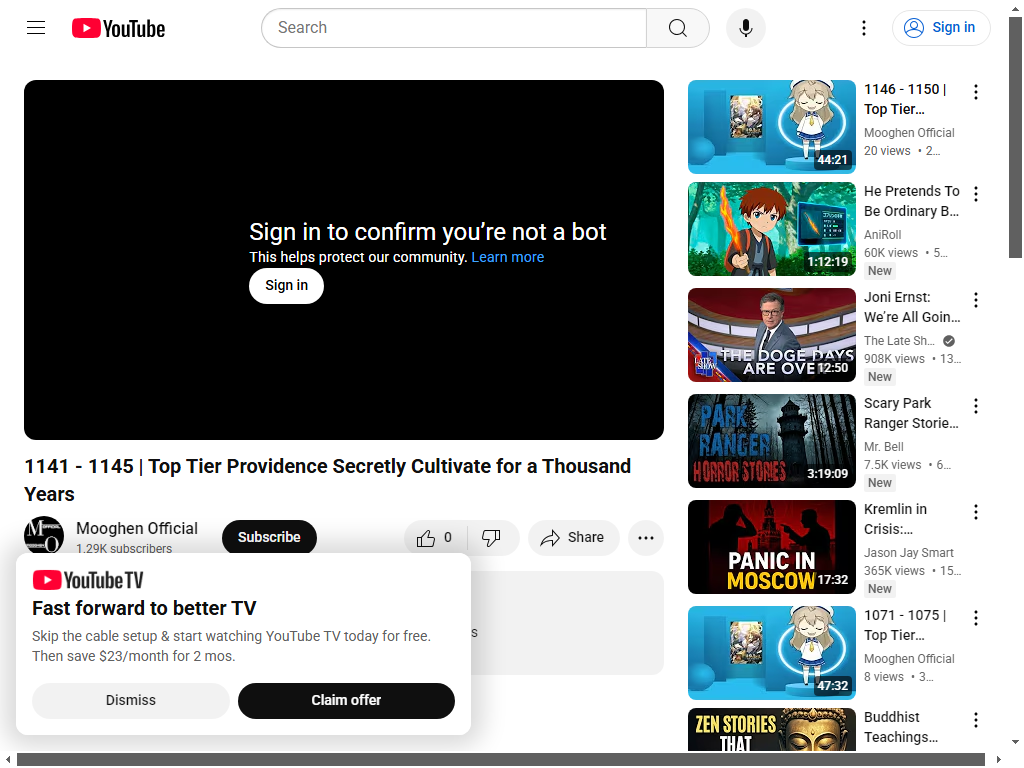 YouTube
Search
Sign in
Sign in to confirm you're not a bot
This helps protect our community. Learn more
Sign in
1141 - 1145 | Top Tier Providence Secretly Cultivate for a Thousand
Years
Mooghen Official
1.29K subscribers
Subscribe
0
Share
YouTube TV
Fast forward to better TV
Skip the cable setup & start watching YouTube TV today for free.
Then save $23/month for 2 mos.
Dismiss
Claim offer
s
44:21
1146 - 1150 |
Top Tier...
Mooghen Official
20 views • 2...
1:12:19
He Pretends To
Be Ordinary B...
AniRoll
60K views • 5...
New
LATE SHOW
THE DOGE DAYS
ARE OVE
12:50
Joni Ernst:
We're All Goin...
The Late Sh...
908K views • 13...
New
PARK
RANGER
HORROR STORIES
3:19:09
Scary Park
Ranger Storie...
Mr. Bell
7.5K views • 6...
New
PANIC IN
MOSCOW
17:32
Kremlin in
Crisis:...
Jason Jay Smart
365K views • 15...
New
47:32
1071 - 1075 |
Top Tier...
Mooghen Official
8 views • 3...
ZEN STORIES
THAT
Buddhist
Teachings...